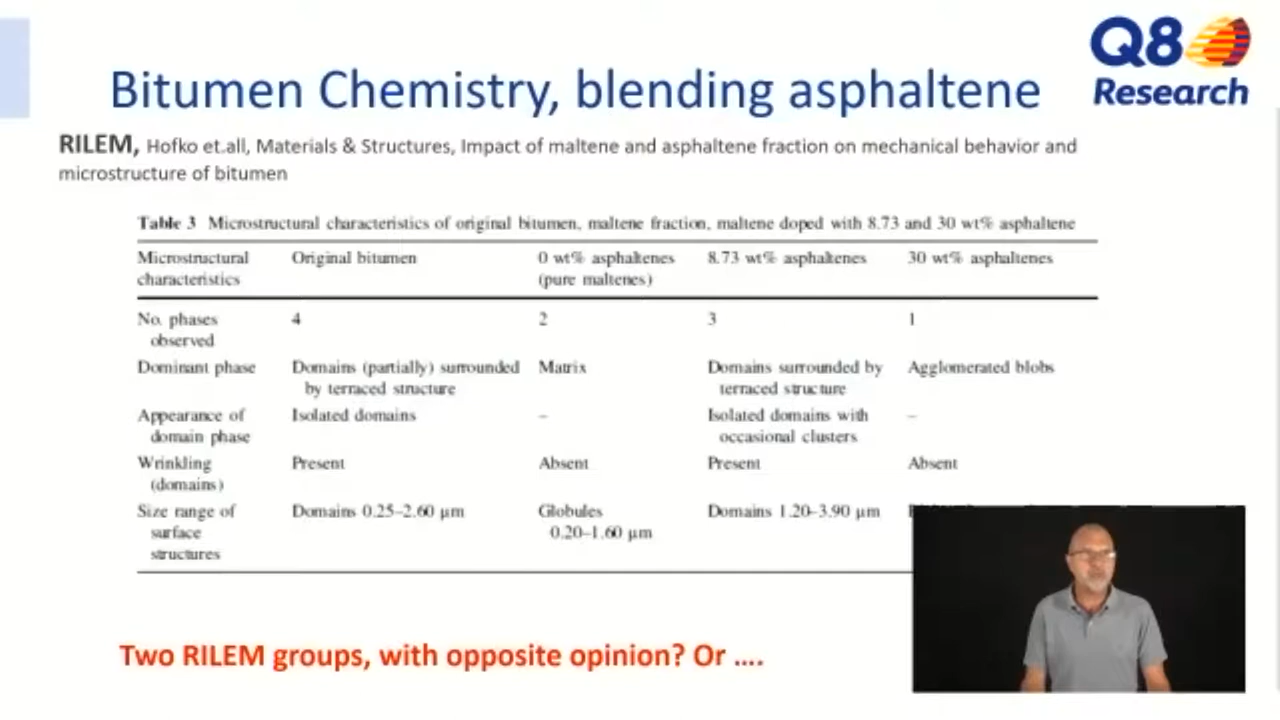 Q8
Research
Bitumen Chemistry, blending asphaltene
RILEM, Hofko et.all, Materials & Structures, Impact of maltene and asphaltene fraction on mechanical behavior and
microstructure of bitumen
Table 3 Microstructural characteristics of original bitumen, maltene fraction, maltene doped with 8.73 and 30 wt% asphaltene
Microstructural characteristics Original bitumen 0 wt% asphaltenes (pure maltenes) 8.73 wt% asphaltenes 30 wt% asphaltenes
No. phases observed 4 2 3 1
Dominant phase Domains (partially) surrounded by terraced structure Matrix Domains surrounded by terraced structure Agglomerated blobs
Appearance of domain phase Isolated domains – Isolated domains with occasional clusters –
Wrinkling (domains) Present Absent Present Absent
Size range of surface structures Domains 0.25–2.60 μm Globules 0.20–1.60 μm Domains 1.20–3.90 μm
Two RILEM groups, with opposite opinion? Or ....